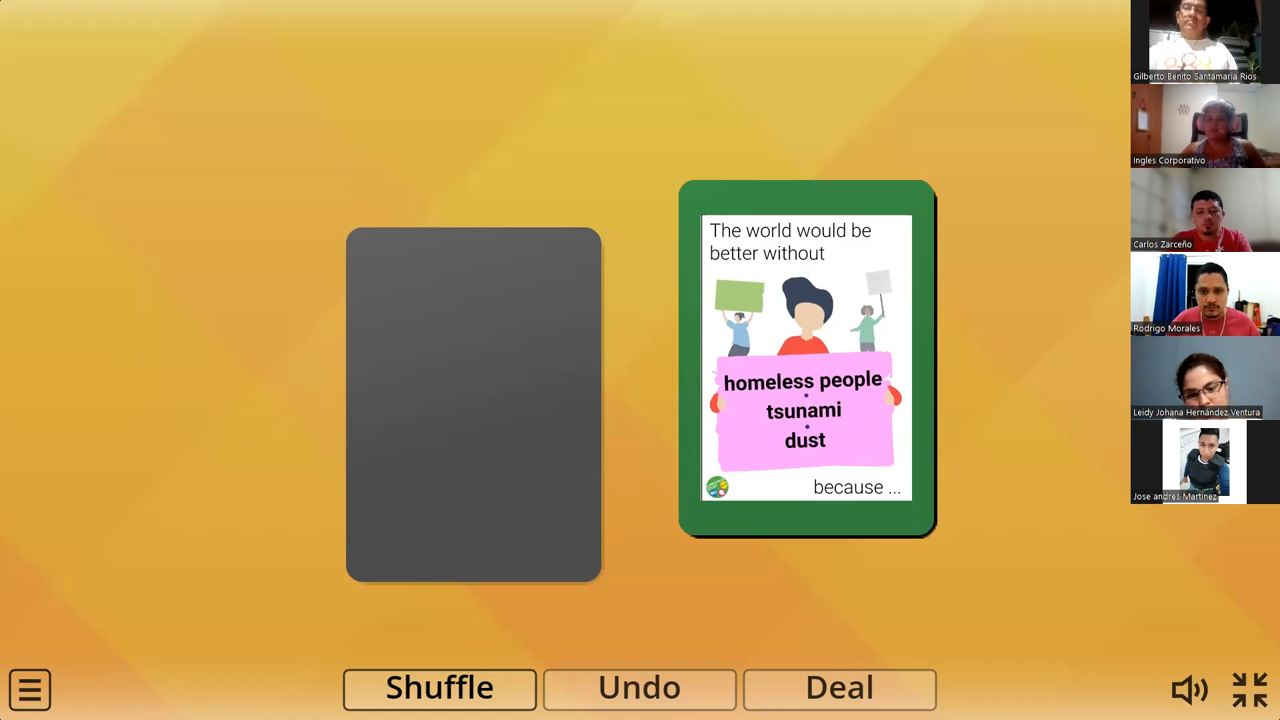 The world would be
better without
homeless people
tsunami
dust
because ...
Shuffle
Undo
Deal
Gilberto Benito Santamaria Rios
Ingles Corporativo
Carlos Zarceño
Rodrigo Morales
Leidy Johana Hernández Ventura
Jose andres Martinez